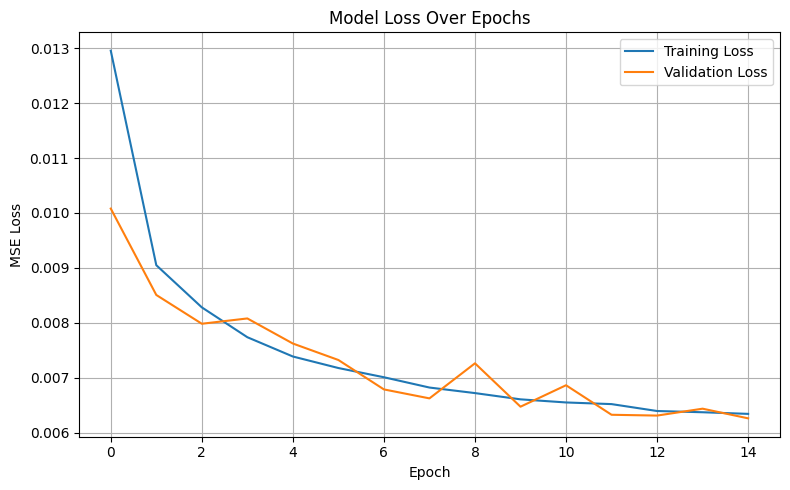 Model Loss Over Epochs
Training Loss
Validation Loss
0.013
0.012
0.011
0.010
0.009
0.008
0.007
0.006
MSE Loss
0 2 4 6 8 10 12 14
Epoch